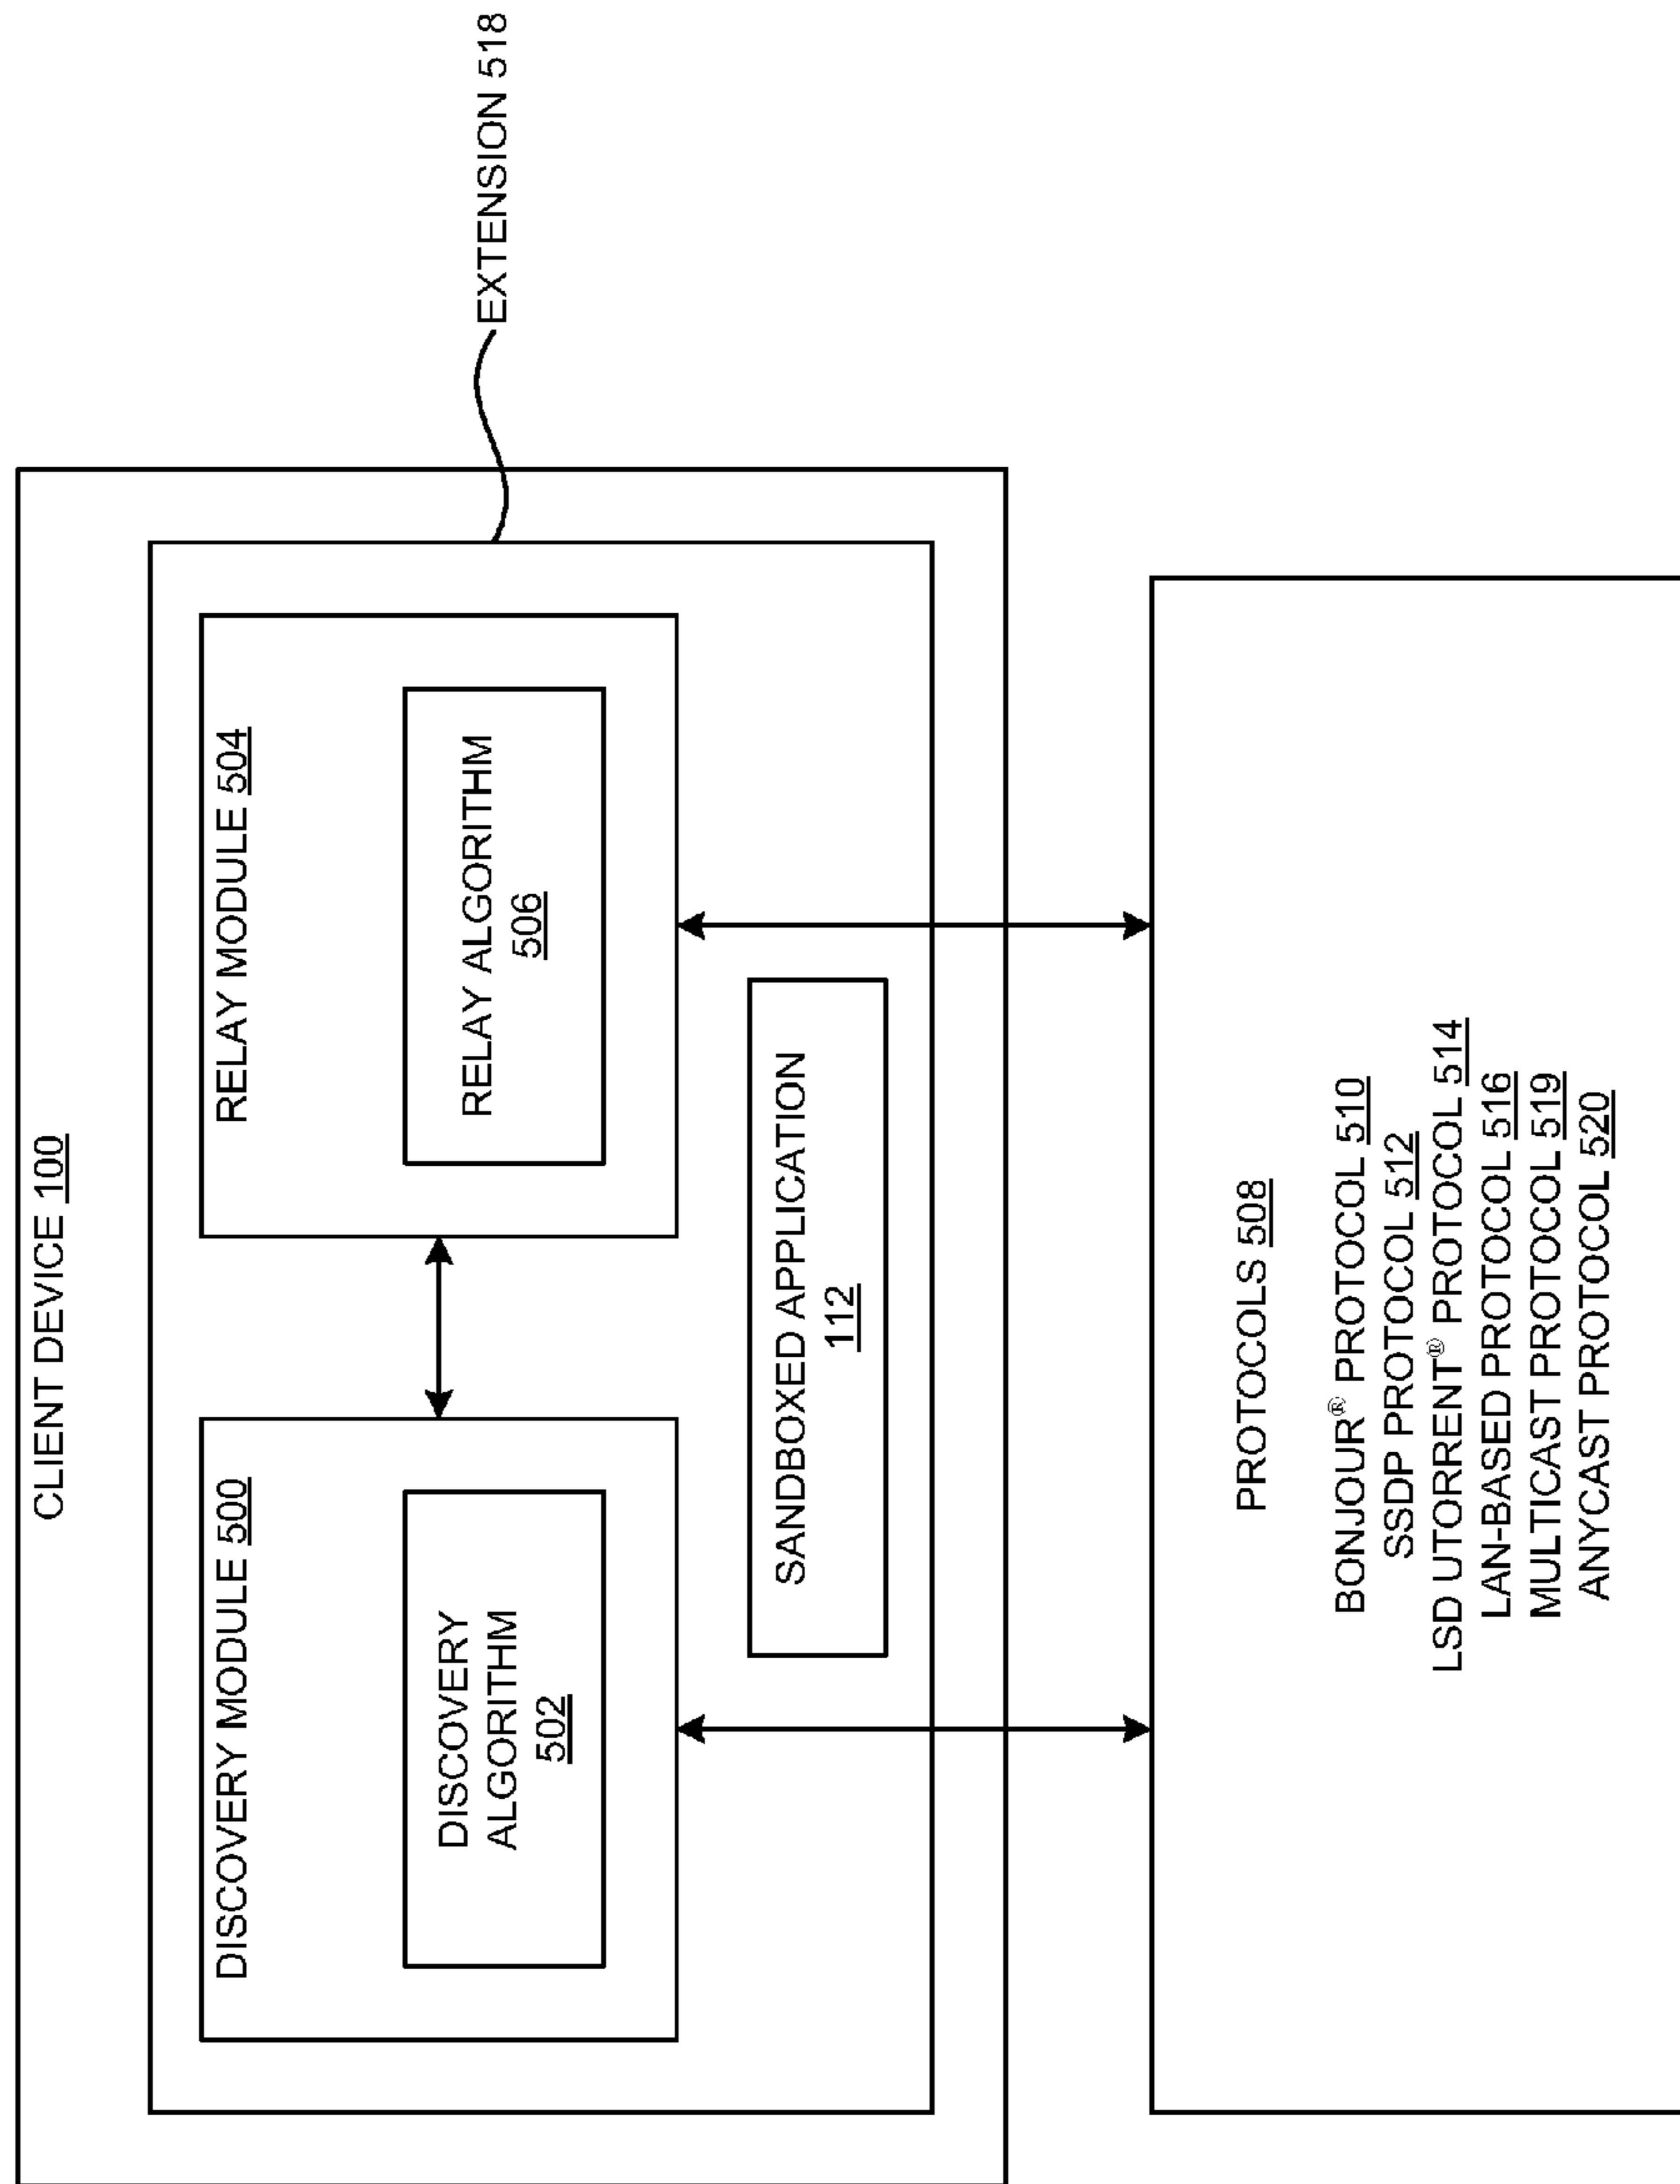 CLIENT DEVICE 100
DISCOVERY MODULE 500
DISCOVERY
ALGORITHM
502
RELAY MODULE 504
RELAY ALGORITHM
506
SANDBOXED APPLICATION
112
EXTENSION 518
PROTOCOLS 508
BONJOUR® PROTOCOL 510
SSDP PROTOCOL 512
LSD UTORRENT® PROTOCOL 514
LAN-BASED PROTOCOL 516
MULTICAST PROTOCOL 519
ANYCAST PROTOCOL 520